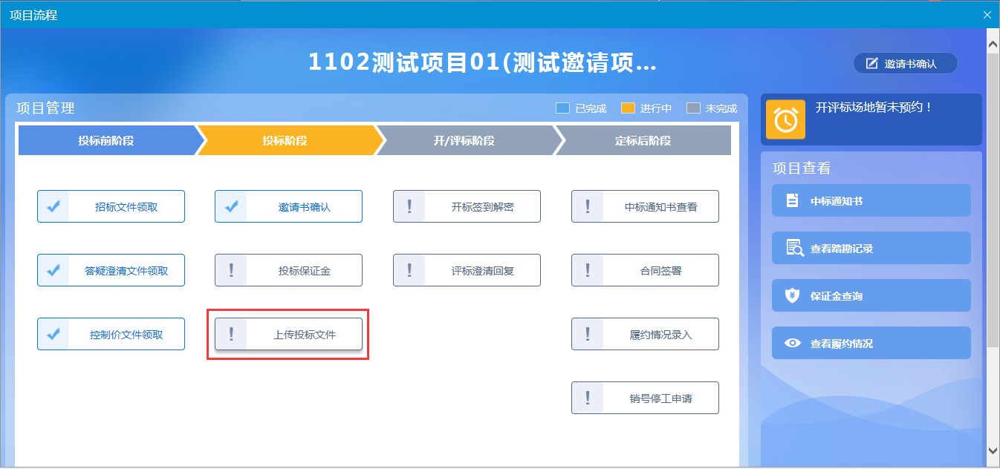 项目流程
1102测试项目01(测试邀请项...
邀请书确认
项目管理
已完成
进行中
未完成
投标前阶段
投标阶段
开/评标阶段
定标后阶段
招标文件领取
邀请书确认
开标签到解密
中标通知书查看
答疑澄清文件领取
投标保证金
评标澄清回复
合同签署
控制价文件领取
上传投标文件
履约情况录入
销号停工申请
开评标场地暂未预约！
项目查看
中标通知书
查看踏勘记录
保证金查询
查看履约情况